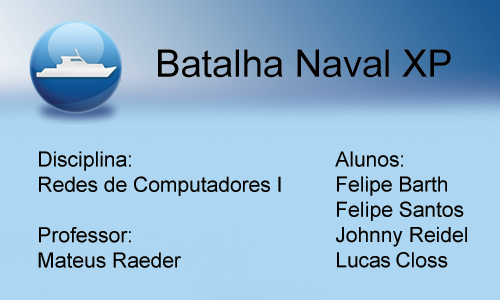 Batalha Naval XP
Disciplina:
Redes de Computadores I
Professor:
Mateus Raeder
Alunos:
Felipe Barth
Felipe Santos
Johnny Reidel
Lucas Closs